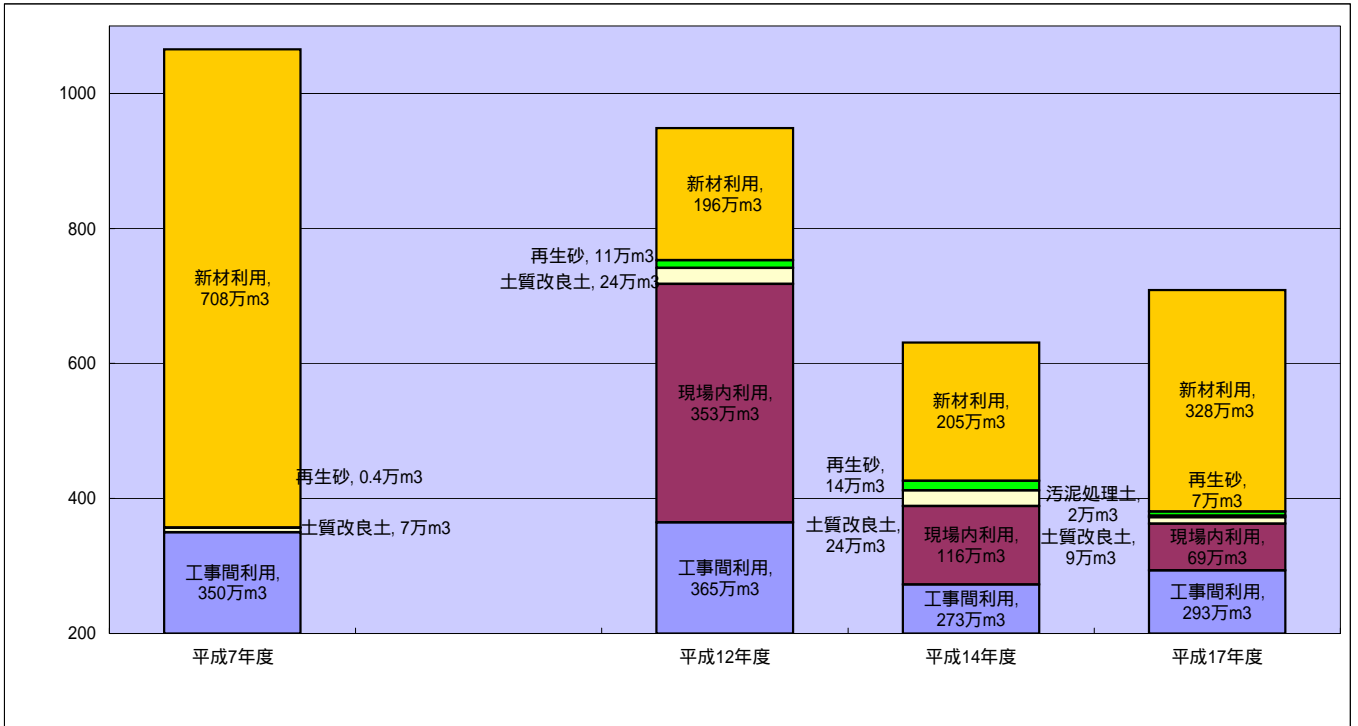 1000
800
600
400
200
新材利用,
708万m3
再生砂, 0.4万m3
土質改良土, 7万m3
工事間利用,
350万m3
平成7年度
新材利用,
196万m3
再生砂, 11万m3
土質改良土, 24万m3
現場内利用,
353万m3
工事間利用,
365万m3
平成12年度
新材利用,
205万m3
再生砂,
14万m3
土質改良土,
24万m3
現場内利用,
116万m3
工事間利用,
273万m3
平成14年度
新材利用,
328万m3
再生砂,
7万m3
汚泥処理土,
2万m3
土質改良土,
9万m3
現場内利用,
69万m3
工事間利用,
293万m3
平成17年度